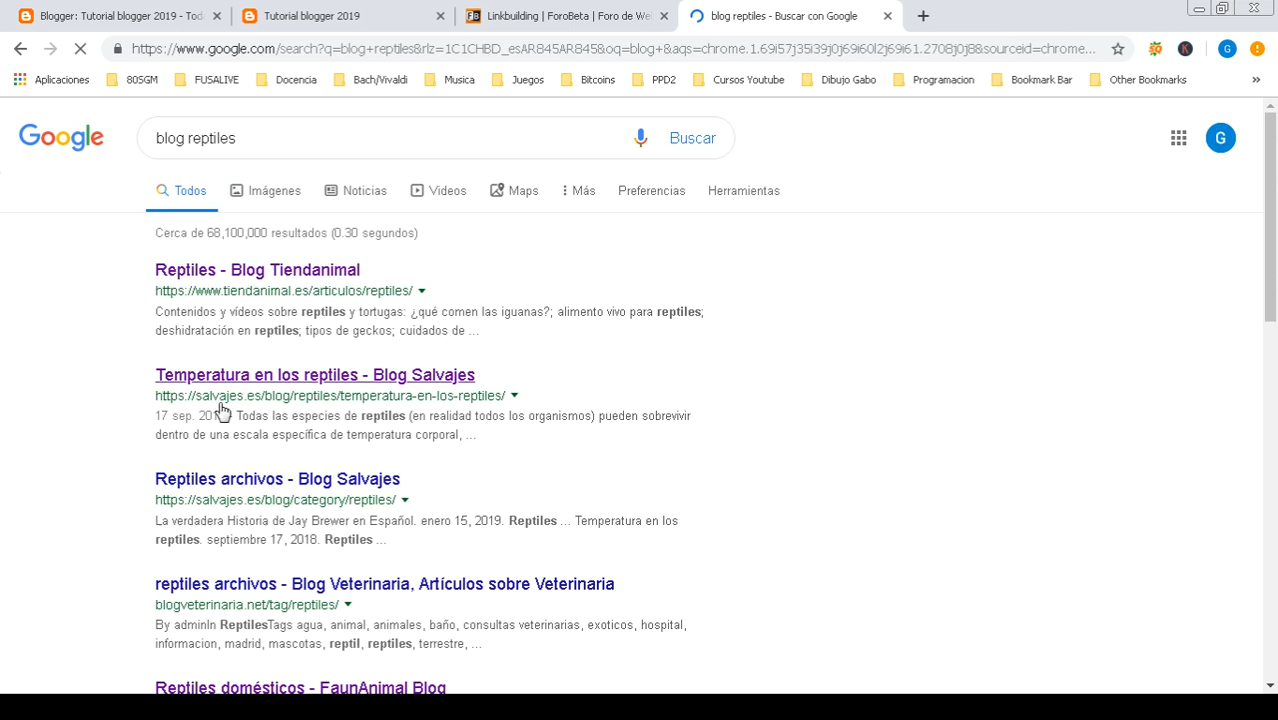 Blogger: Tutorial blogger 2019 - Toda
Tutorial blogger 2019
Linkbuilding | ForoBeta | Foro de We
blog reptiles - Buscar con Google
https://www.google.com/search?q=blog+reptiles&rlz=1C1CHBD_esAR845AR845&oq=blog+&aqs=chrome.1.69i57j35i39j0j69i60l2j69i61.2708j0j8&sourceid=chrome...
Aplicaciones
80SGM
FUSALIVE
Docencia
Bach/Vivaldi
Musica
Juegos
Bitcoins
PPD2
Cursos Youtube
Dibujo Gabo
Programacion
Bookmark Bar
Other Bookmarks
Google
blog reptiles
Buscar
G
Todos
Imágenes
Noticias
Videos
Maps
Más
Preferencias
Herramientas
Cerca de 68,100,000 resultados (0.30 segundos)
Reptiles - Blog Tiendanimal
https://www.tiendanimal.es/articulos/reptiles/
Contenidos y vídeos sobre reptiles y tortugas: ¿qué comen las iguanas?; alimento vivo para reptiles;
deshidratación en reptiles; tipos de geckos; cuidados de ...
Temperatura en los reptiles - Blog Salvajes
https://salvajes.es/blog/reptiles/temperatura-en-los-reptiles/
17 sep. Todas las especies de reptiles (en realidad todos los organismos) pueden sobrevivir
dentro de una escala específica de temperatura corporal, ...
Reptiles archivos - Blog Salvajes
https://salvajes.es/blog/category/reptiles/
La verdadera Historia de Jay Brewer en Español. enero 15, 2019. Reptiles ... Temperatura en los
reptiles. septiembre 17, 2018. Reptiles ...
reptiles archivos - Blog Veterinaria, Artículos sobre Veterinaria
blogveterinaria.net/tag/reptiles/
By adminIn ReptilesTags agua, animal, animales, baño, consultas veterinarias, exoticos, hospital,
informacion, madrid, mascotas, reptil, reptiles, terrestre, ...
Reptiles domésticos - FaunAnimal Blog